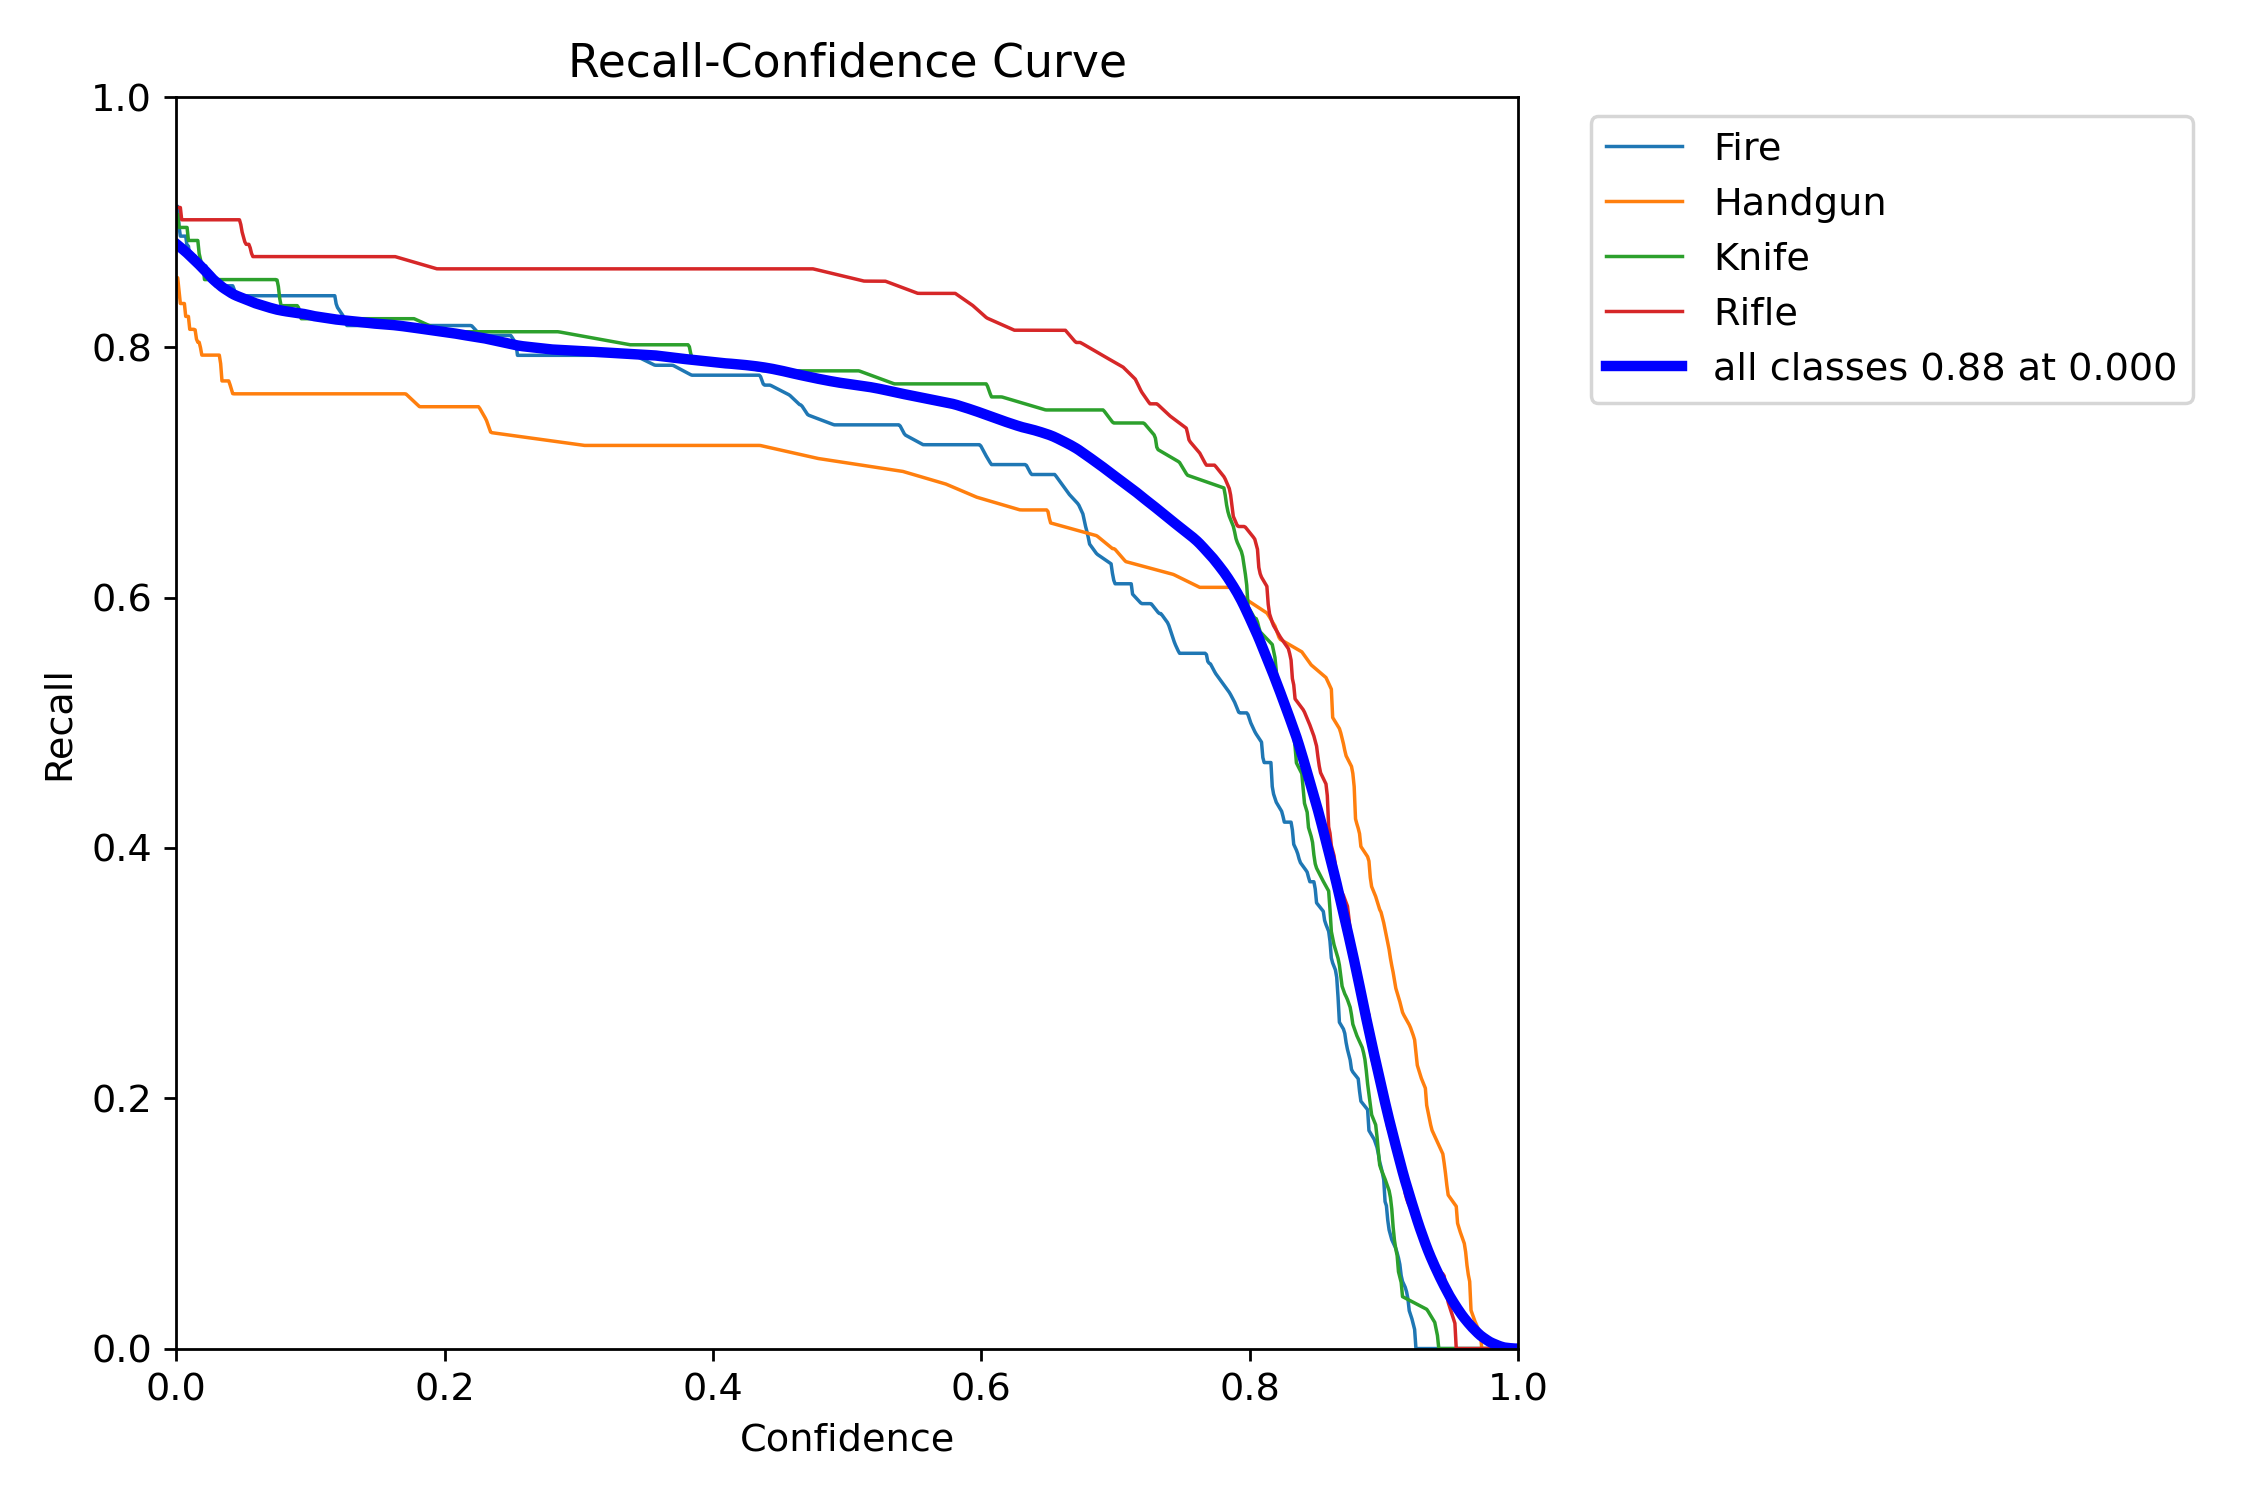 Recall-Confidence Curve
1.0
0.8
0.6
0.4
0.2
0.0
Recall
0.0 0.2 0.4 0.6 0.8 1.0
Confidence
Fire
Handgun
Knife
Rifle
all classes 0.88 at 0.000